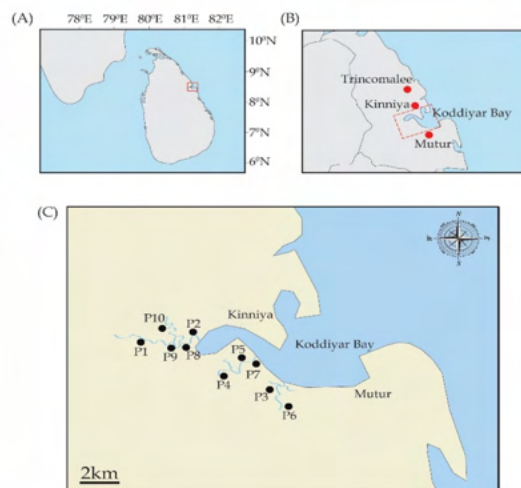 (A)
78°E 79°E 80°E 81°E 82°E
10°N
9°N
8°N
7°N
6°N
(B)
Trincomalee
Kinniya
Koddiyar Bay
Mutur
(C)
N
S
Kinniya
Koddiyar Bay
Mutur
P10
P2
P1
P9
P8
P5
P7
P4
P3
P6
2km